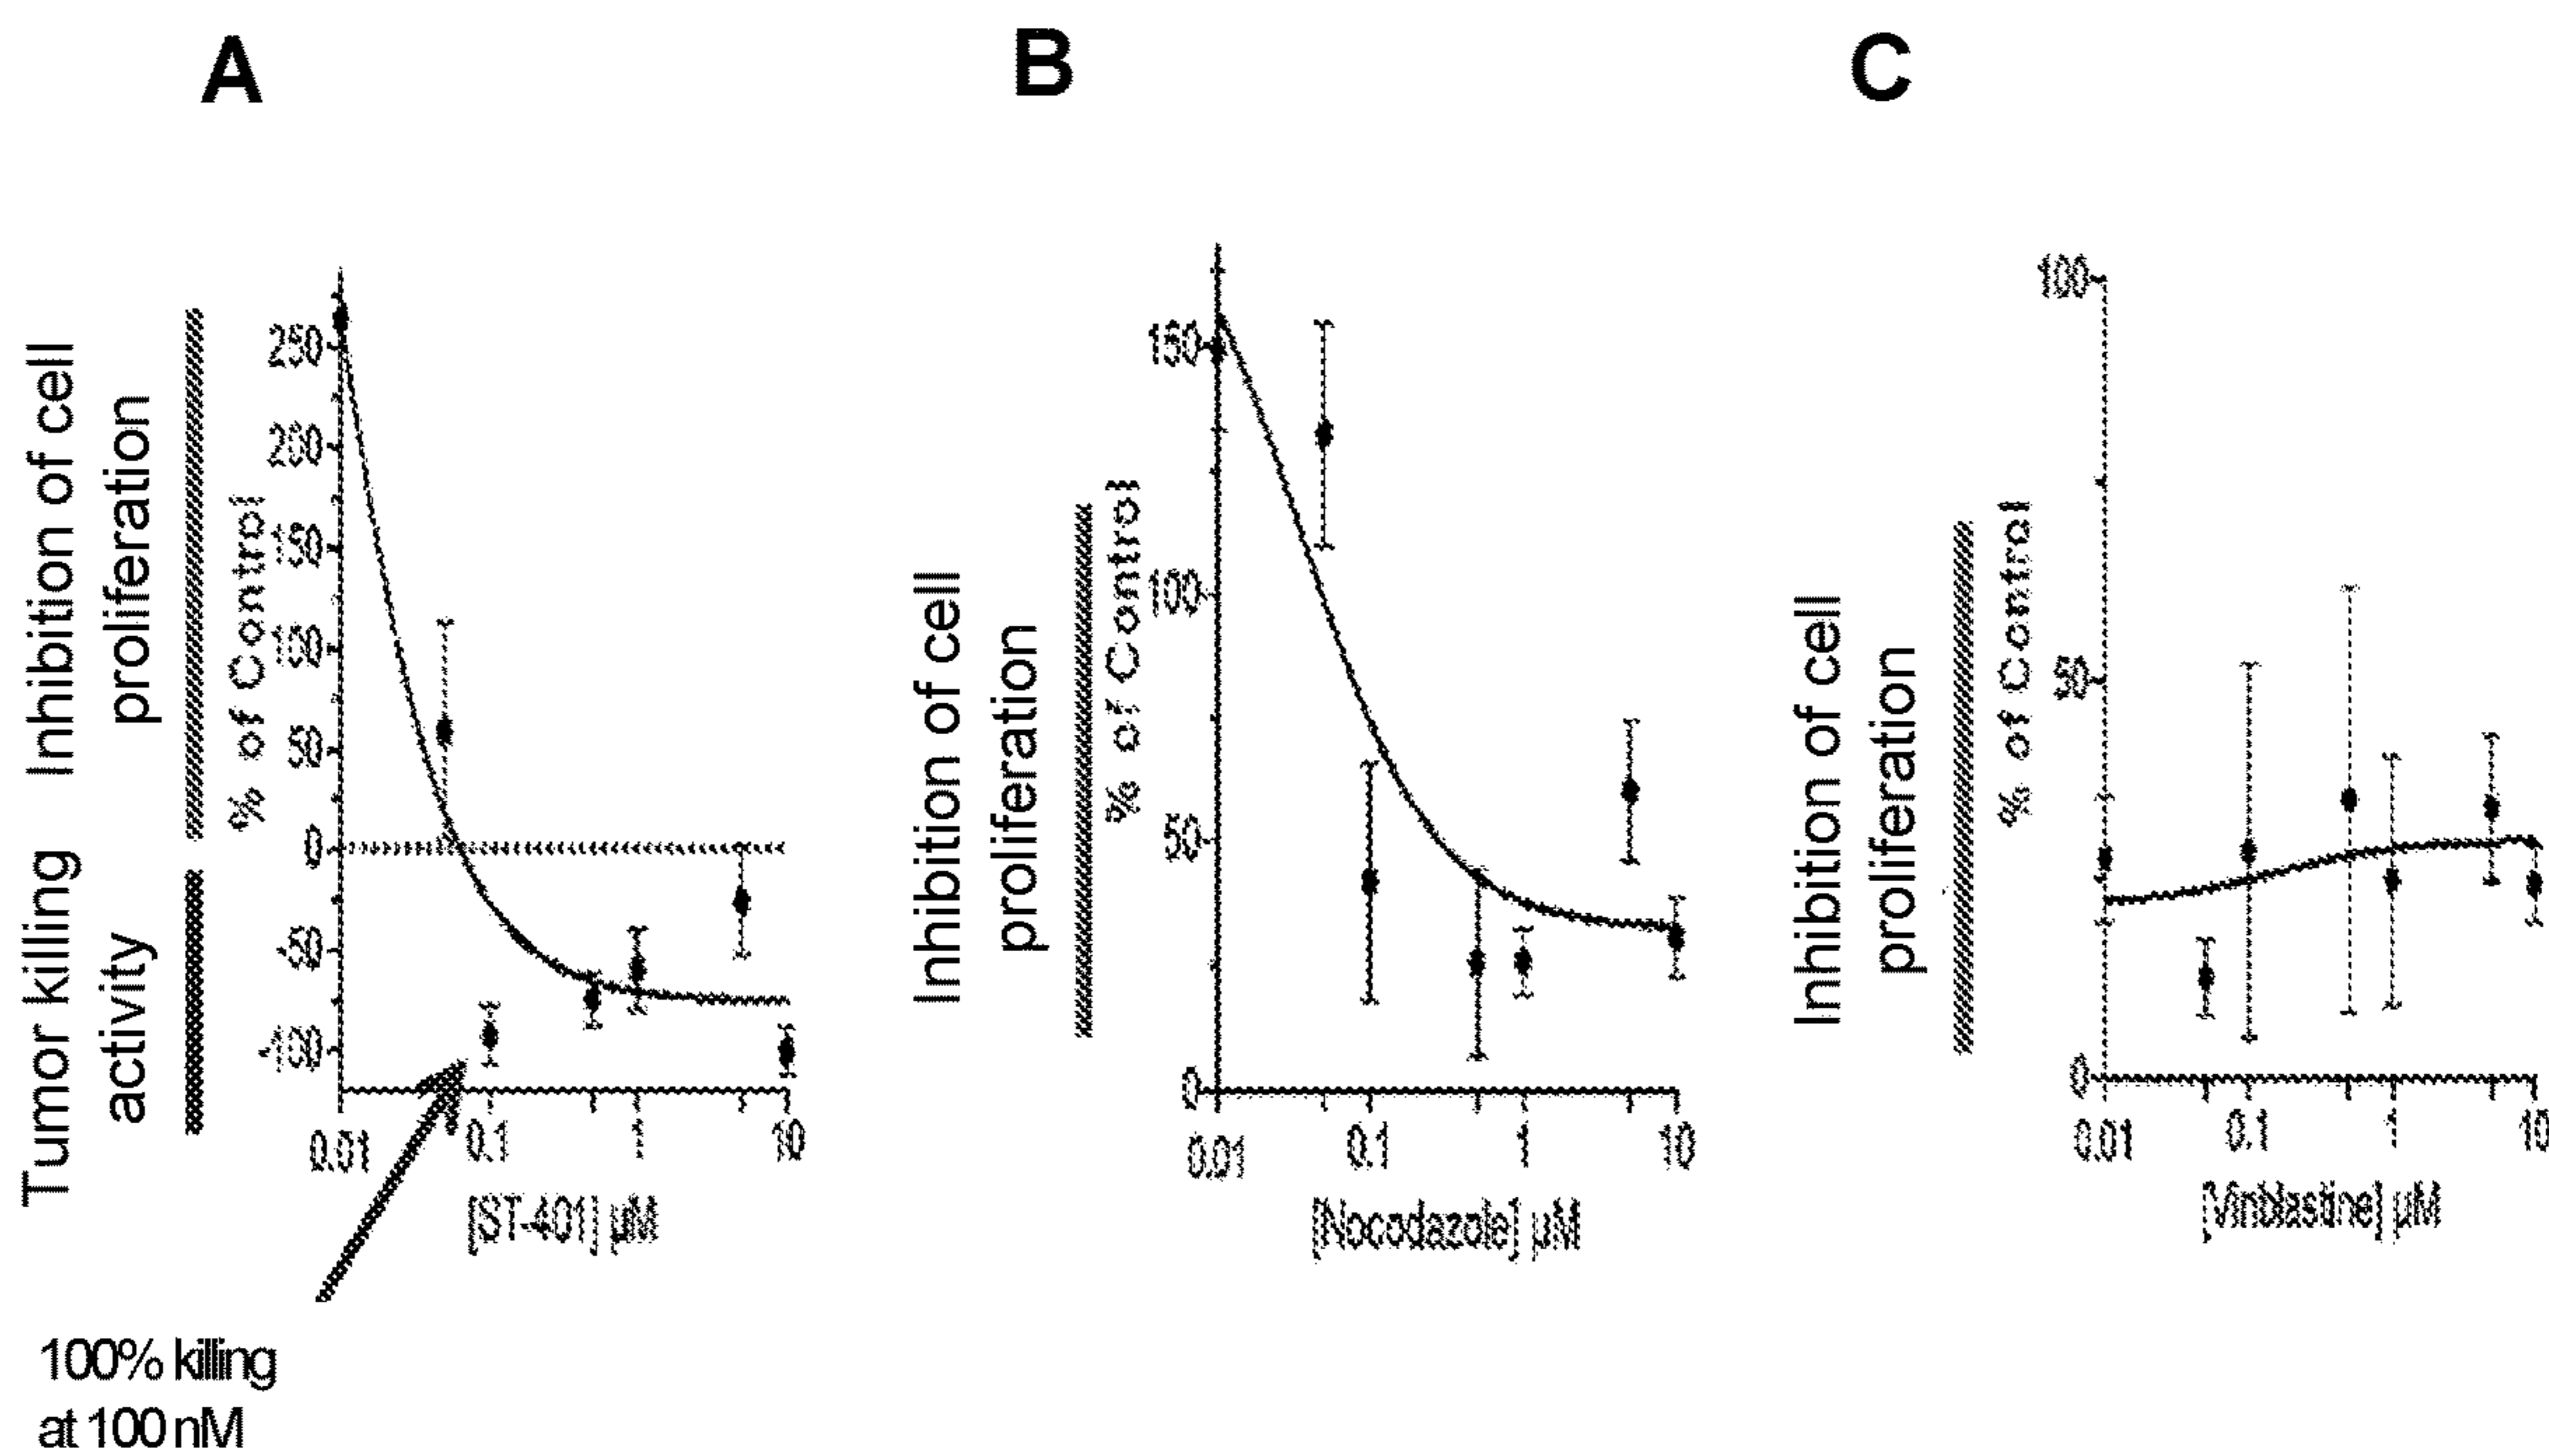 A
B
C
Inhibition of cell
proliferation
Tumor killing
activity
% of Control
250
200
150
100
50
0
-50
-100
0.01
0.1
1
10
[ST-401] µM
100% killing
at 100 nM
Inhibition of cell
proliferation
% of Control
150
100
50
0
0.01
0.1
1
10
[Nocodazole] µM
Inhibition of cell
proliferation
% of Control
100
50
0
0.01
0.1
1
10
[Vinblastine] µM